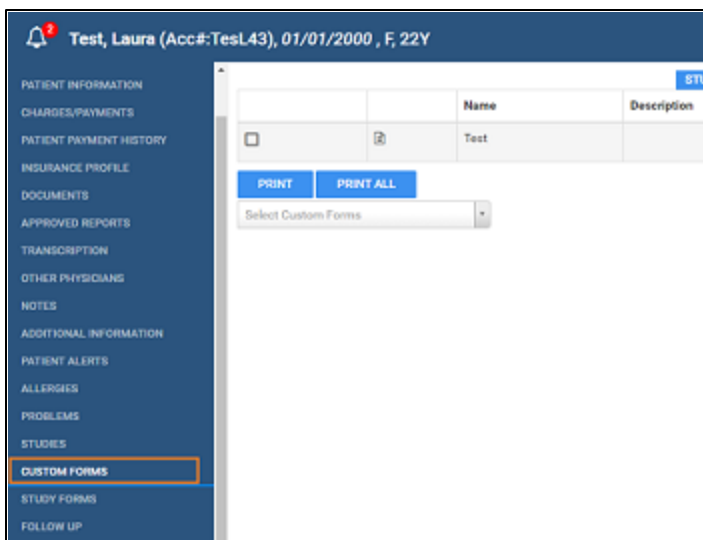 2 Test, Laura (Acc#:TesL43), 01/01/2000 , F, 22Y
PATIENT INFORMATION
CHARGES/PAYMENTS
PATIENT PAYMENT HISTORY
INSURANCE PROFILE
DOCUMENTS
APPROVED REPORTS
TRANSCRIPTION
OTHER PHYSICIANS
NOTES
ADDITIONAL INFORMATION
PATIENT ALERTS
ALLERGIES
PROBLEMS
STUDIES
CUSTOM FORMS
STUDY FORMS
FOLLOW UP
STU
Name Description
Test
PRINT PRINT ALL
Select Custom Forms